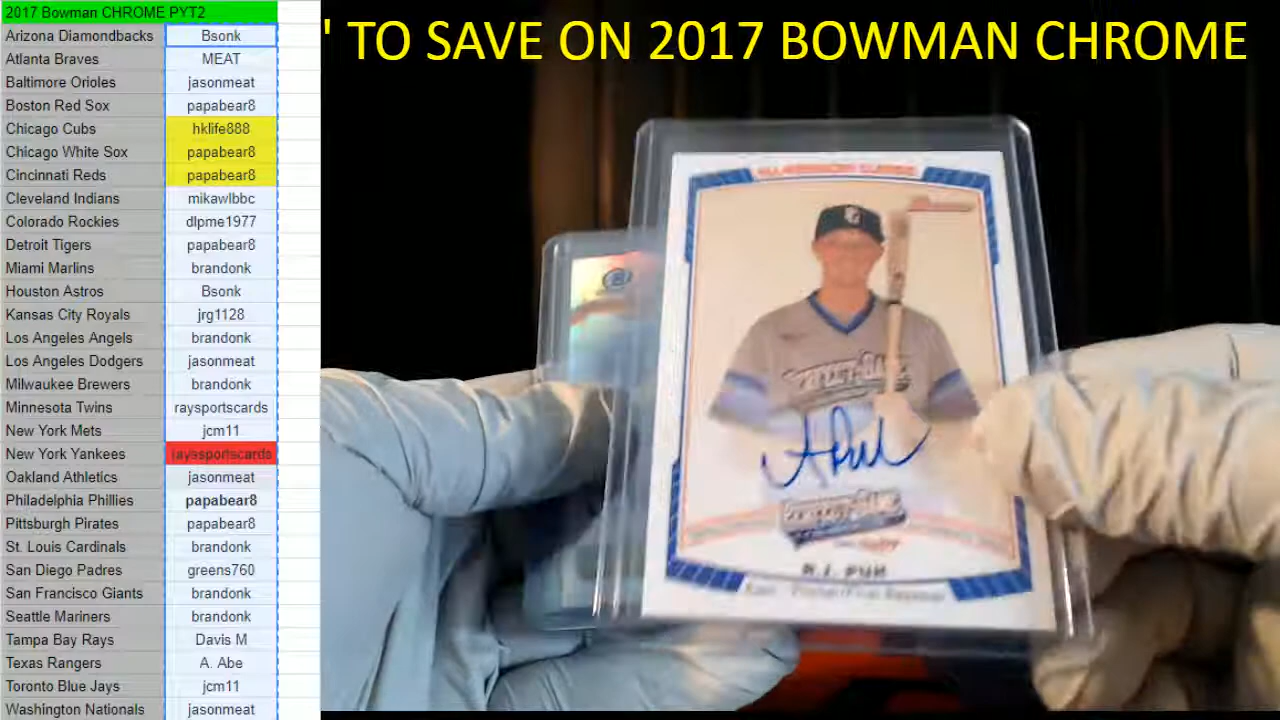 2017 Bowman CHROME PYT2
Arizona Diamondbacks Bsonk
Atlanta Braves MEAT
Baltimore Orioles jasonmeat
Boston Red Sox papabear8
Chicago Cubs hklife888
Chicago White Sox papabear8
Cincinnati Reds papabear8
Cleveland Indians mikawlbbc
Colorado Rockies dlpme1977
Detroit Tigers papabear8
Miami Marlins brandonk
Houston Astros Bsonk
Kansas City Royals jrg1128
Los Angeles Angels brandonk
Los Angeles Dodgers jasonmeat
Milwaukee Brewers brandonk
Minnesota Twins raysportscards
New York Mets jcm11
New York Yankees raysportscards
Oakland Athletics jasonmeat
Philadelphia Phillies papabear8
Pittsburgh Pirates papabear8
St. Louis Cardinals brandonk
San Diego Padres greens760
San Francisco Giants brandonk
Seattle Mariners brandonk
Tampa Bay Rays Davis M
Texas Rangers A. Abe
Toronto Blue Jays jcm11
Washington Nationals jasonmeat
' TO SAVE ON 2017 BOWMAN CHROME